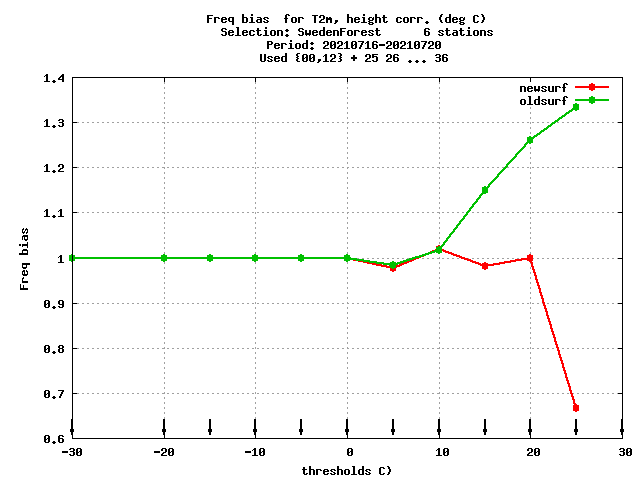 Freq bias  for T2m, height corr. (deg C)
Selection: SwedenForest      6 stations
Period: 20210716-20210720
Used {00,12} + 25 26 ... 36
newsurf
oldsurf
1.4
1.3
1.2
1.1
1
0.9
0.8
0.7
0.6
Freq bias
-30
-20
-10
0
10
20
30
thresholds C)